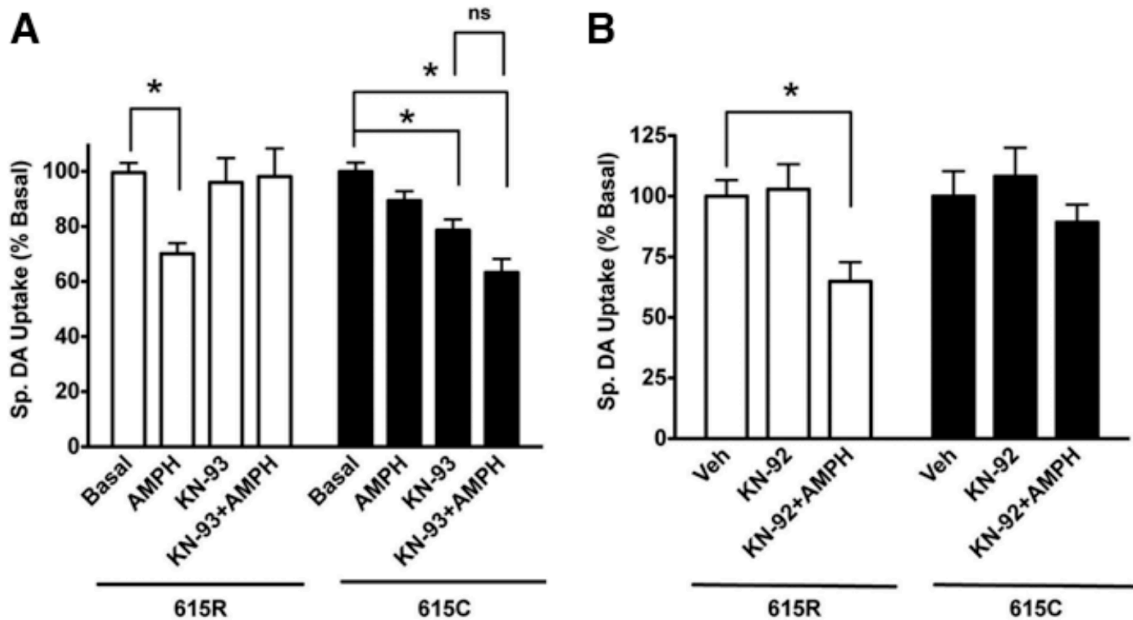 A
Sp. DA Uptake (% Basal)
100
80
60
40
20
0
*
*
*
ns
Basal
AMPH
KN-93
KN-93+AMPH
Basal
AMPH
KN-93
KN-93+AMPH
615R
615C
B
Sp. DA Uptake (% Basal)
125
100
75
50
25
0
*
Veh
KN-92
KN-92+AMPH
Veh
KN-92
KN-92+AMPH
615R
615C